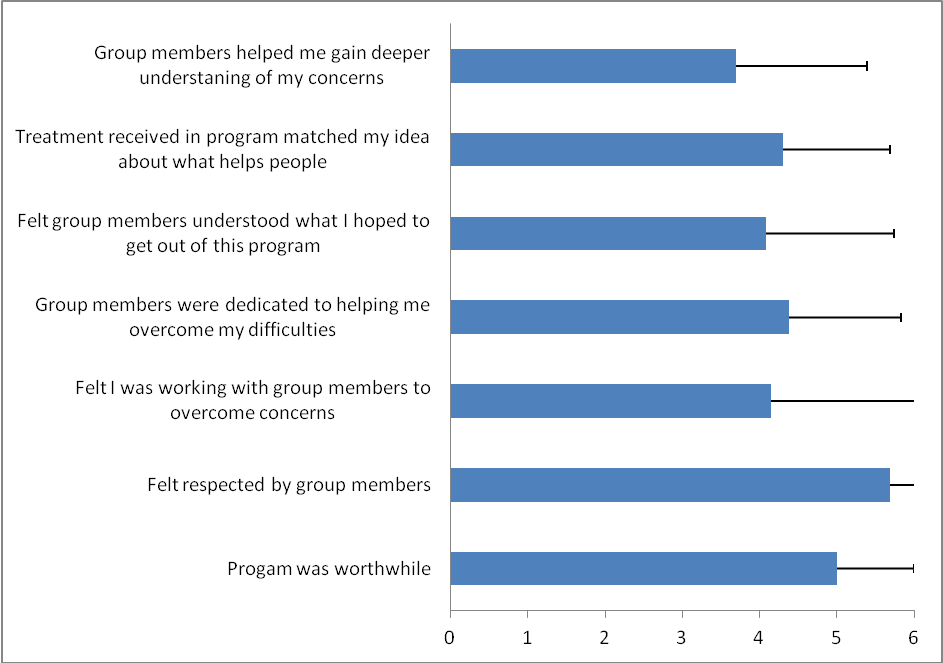 Group members helped me gain deeper
understaning of my concerns
Treatment received in program matched my idea
about what helps people
Felt group members understood what I hoped to
get out of this program
Group members were dedicated to helping me
overcome my difficulties
Felt I was working with group members to
overcome concerns
Felt respected by group members
Progam was worthwhile
0 1 2 3 4 5 6